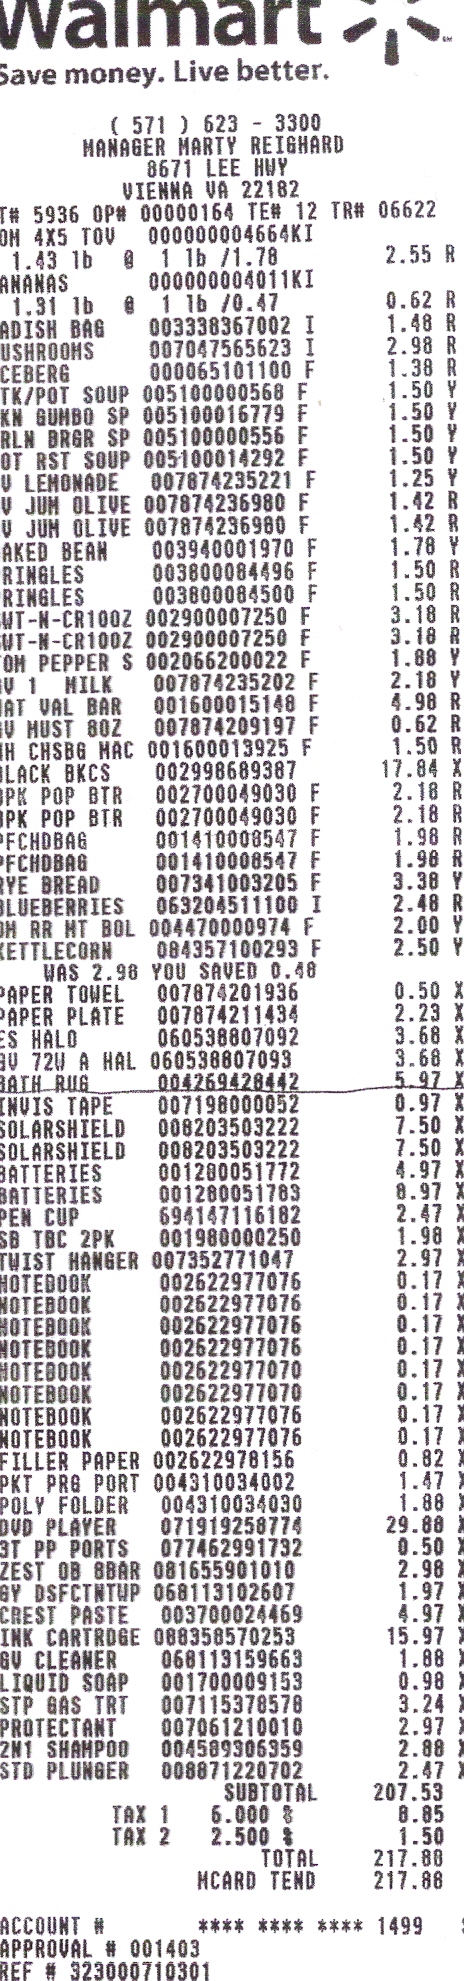 Walmart
Save money. Live better.
( 571 ) 623 - 3300
MANAGER MARTY REIGHARD
8671 LEE HWY
VIENNA VA 22182
T# 5936 OP# 00000164 TE# 12 TR# 06622
OM 4X5 TOV 000000004664KI
1.43 lb @ 1 lb /1.78 2.55 R
ANANAS 000000004011KI
1.31 lb @ 1 lb /0.47 0.62 R
ADISH BAG 003338367002 I 1.48 R
USHROOMS 007047565623 I 2.98 R
CEBERG 000065101100 F 1.38 R
TK/POT SOUP 005100000568 F 1.50 Y
KN GUMBO SP 005100016779 F 1.50 Y
RLN BRGR SP 005100000556 F 1.50 Y
OT RST SOUP 005100014292 F 1.50 Y
V LEMONADE 007874235221 F 1.25 Y
V JUM OLIVE 007874236980 F 1.42 R
V JUM OLIVE 007874236980 F 1.42 R
AKED BEAN 003940001970 F 1.78 Y
RINGLES 003800084496 F 1.50 R
RINGLES 003800084500 F 1.50 R
SWT-N-CR100Z 002900007250 F 3.18 R
SWT-N-CR100Z 002900007250 F 3.18 R
TOM PEPPER S 002066200022 F 1.88 Y
GV 1 MILK 007874235202 F 2.18 Y
NAT VAL BAR 001600015148 F 4.98 R
GV MUST 8OZ 007874209197 F 0.62 R
HH CHSBG MAC 001600013925 F 1.50 R
BLACK BKCS 002998689387 17.84 X
3PK POP BTR 002700049030 F 2.18 R
3PK POP BTR 002700049030 F 2.18 R
PFCHDBAG 001410008547 F 1.98 R
PFCHDBAG 001410008547 F 1.98 R
RYE BREAD 007341003205 F 3.38 Y
BLUEBERRIES 063204511100 I 2.48 R
OM RR MT BOL 004470000974 F 2.00 Y
KETTLECORN 084357100293 F 2.50 Y
WAS 2.98 YOU SAVED 0.48
PAPER TOWEL 007874201936 0.50 X
PAPER PLATE 007874211434 2.23 X
ES HALO 060538807092 3.68 X
GV 72W A HAL 060538807093 3.68 X
BATH RUG 004269428442 5.97 X
INVIS TAPE 007198000052 0.97 X
SOLARSHIELD 008203503222 7.50 X
SOLARSHIELD 008203503222 7.50 X
BATTERIES 001280051772 4.97 X
BATTERIES 001280051783 8.97 X
PEN CUP 694147116182 2.47 X
SB TBC 2PK 001980000250 1.98 X
TWIST HANGER 007352771047 2.97 X
NOTEBOOK 002622977076 0.17 X
NOTEBOOK 002622977076 0.17 X
NOTEBOOK 002622977076 0.17 X
NOTEBOOK 002622977076 0.17 X
NOTEBOOK 002622977070 0.17 X
NOTEBOOK 002622977070 0.17 X
NOTEBOOK 002622977076 0.17 X
NOTEBOOK 002622977076 0.17 X
FILLER PAPER 002622978156 0.82 X
PKT PRG PORT 004310034002 1.47 X
POLY FOLDER 004310034030 1.88 X
DVD PLAYER 071919258774 29.88 X
3T PP PORTS 077462991732 0.50 X
ZEST OB 8BAR 081655901010 2.98 X
GV DSFCTNTWP 068113102607 1.97 X
CREST PASTE 003700024469 4.97 X
INK CARTRDGE 088358570253 15.97 X
GV CLEANER 068113159663 1.88 X
LIQUID SOAP 001700009153 0.98 X
STP GAS TRT 007115378578 3.24 X
PROTECTANT 007061210010 2.97 X
2N1 SHAMPOO 004589306359 2.88 X
STD PLUNGER 008871220702 2.47 X
SUBTOTAL 207.53
TAX 1 6.000 % 8.85
TAX 2 2.500 % 1.50
TOTAL 217.88
MCARD TEND 217.88
ACCOUNT # **** **** **** 1499 S
APPROVAL # 001403
REF # 323000710301